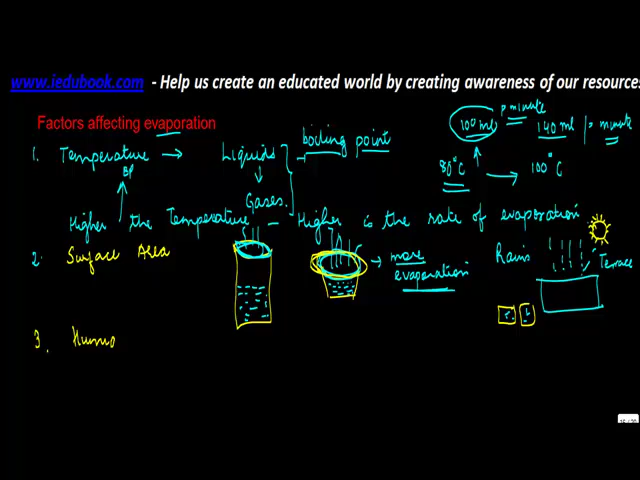 www.iedubook.com - Help us create an educated world by creating awareness of our resources
Factors affecting evaporation
100 ml P minute
140 ml / P minute
1. Temperature → Liquids boiling point
BP
80°C → 100°C
Gases.
Higher the Temperature - Higher is the rate of evaporation
2. Surface Area
→ more evaporation
Rains
Terrace
3. Humid